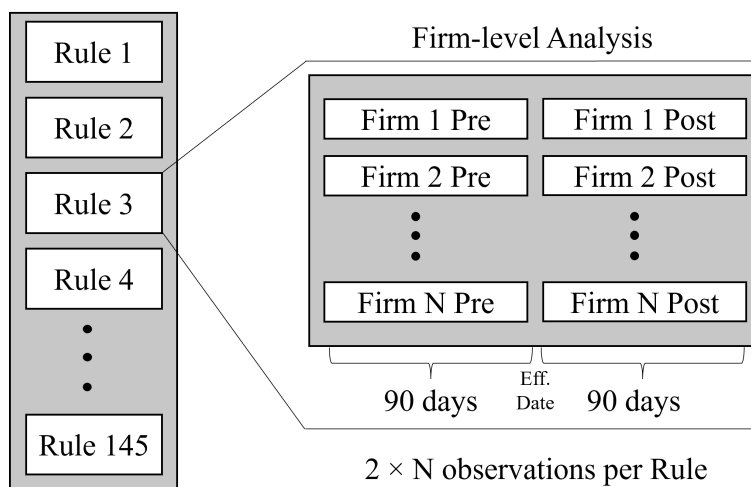 Rule 1
Rule 2
Rule 3
Rule 4
Rule 145
Firm-level Analysis
Firm 1 Pre
Firm 1 Post
Firm 2 Pre
Firm 2 Post
Firm N Pre
Firm N Post
90 days
Eff.
Date
90 days
2 × N observations per Rule